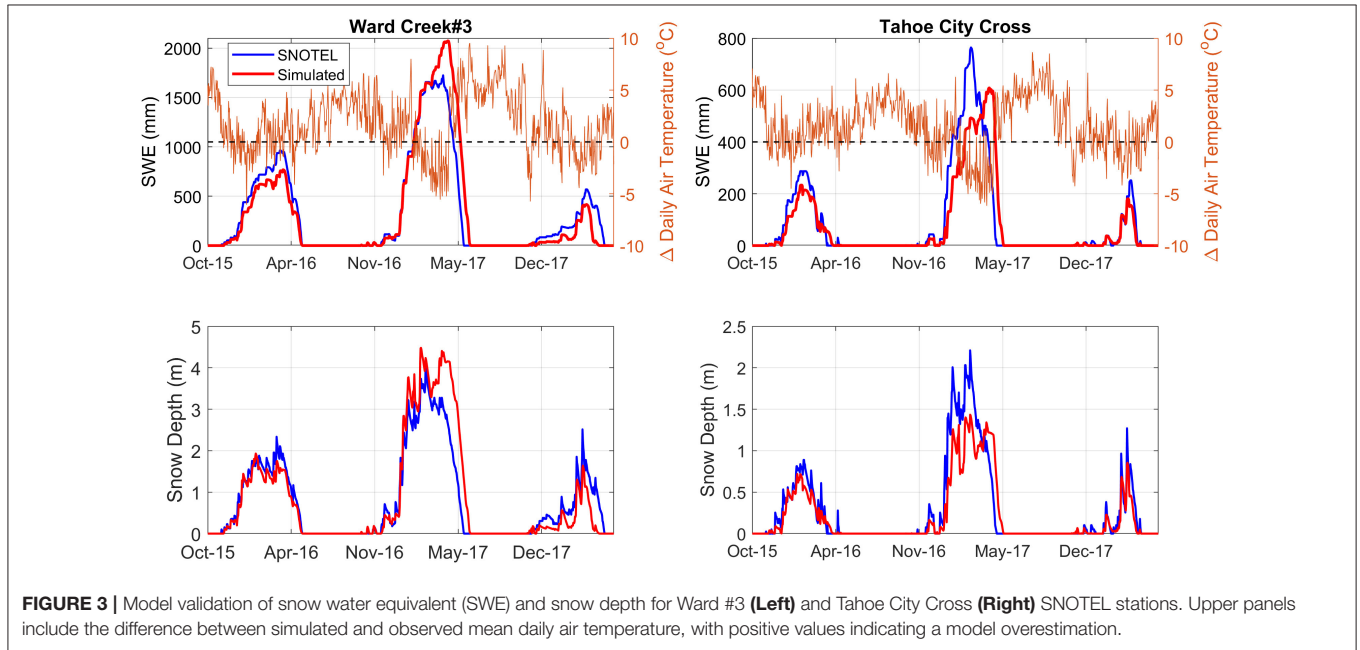 Ward Creek#3
Tahoe City Cross
SNOTEL
Simulated
SWE (mm)
2000
1500
1000
500
0
10
5
0
-5
-10
Δ Daily Air Temperature (°C)
Oct-15 Apr-16 Nov-16 May-17 Dec-17
SWE (mm)
800
600
400
200
0
10
5
0
-5
-10
Δ Daily Air Temperature (°C)
Oct-15 Apr-16 Nov-16 May-17 Dec-17
Snow Depth (m)
5
4
3
2
1
0
Oct-15 Apr-16 Nov-16 May-17 Dec-17
Snow Depth (m)
2.5
2
1.5
1
0.5
0
Oct-15 Apr-16 Nov-16 May-17 Dec-17
FIGURE 3 | Model validation of snow water equivalent (SWE) and snow depth for Ward #3 (Left) and Tahoe City Cross (Right) SNOTEL stations. Upper panels
include the difference between simulated and observed mean daily air temperature, with positive values indicating a model overestimation.